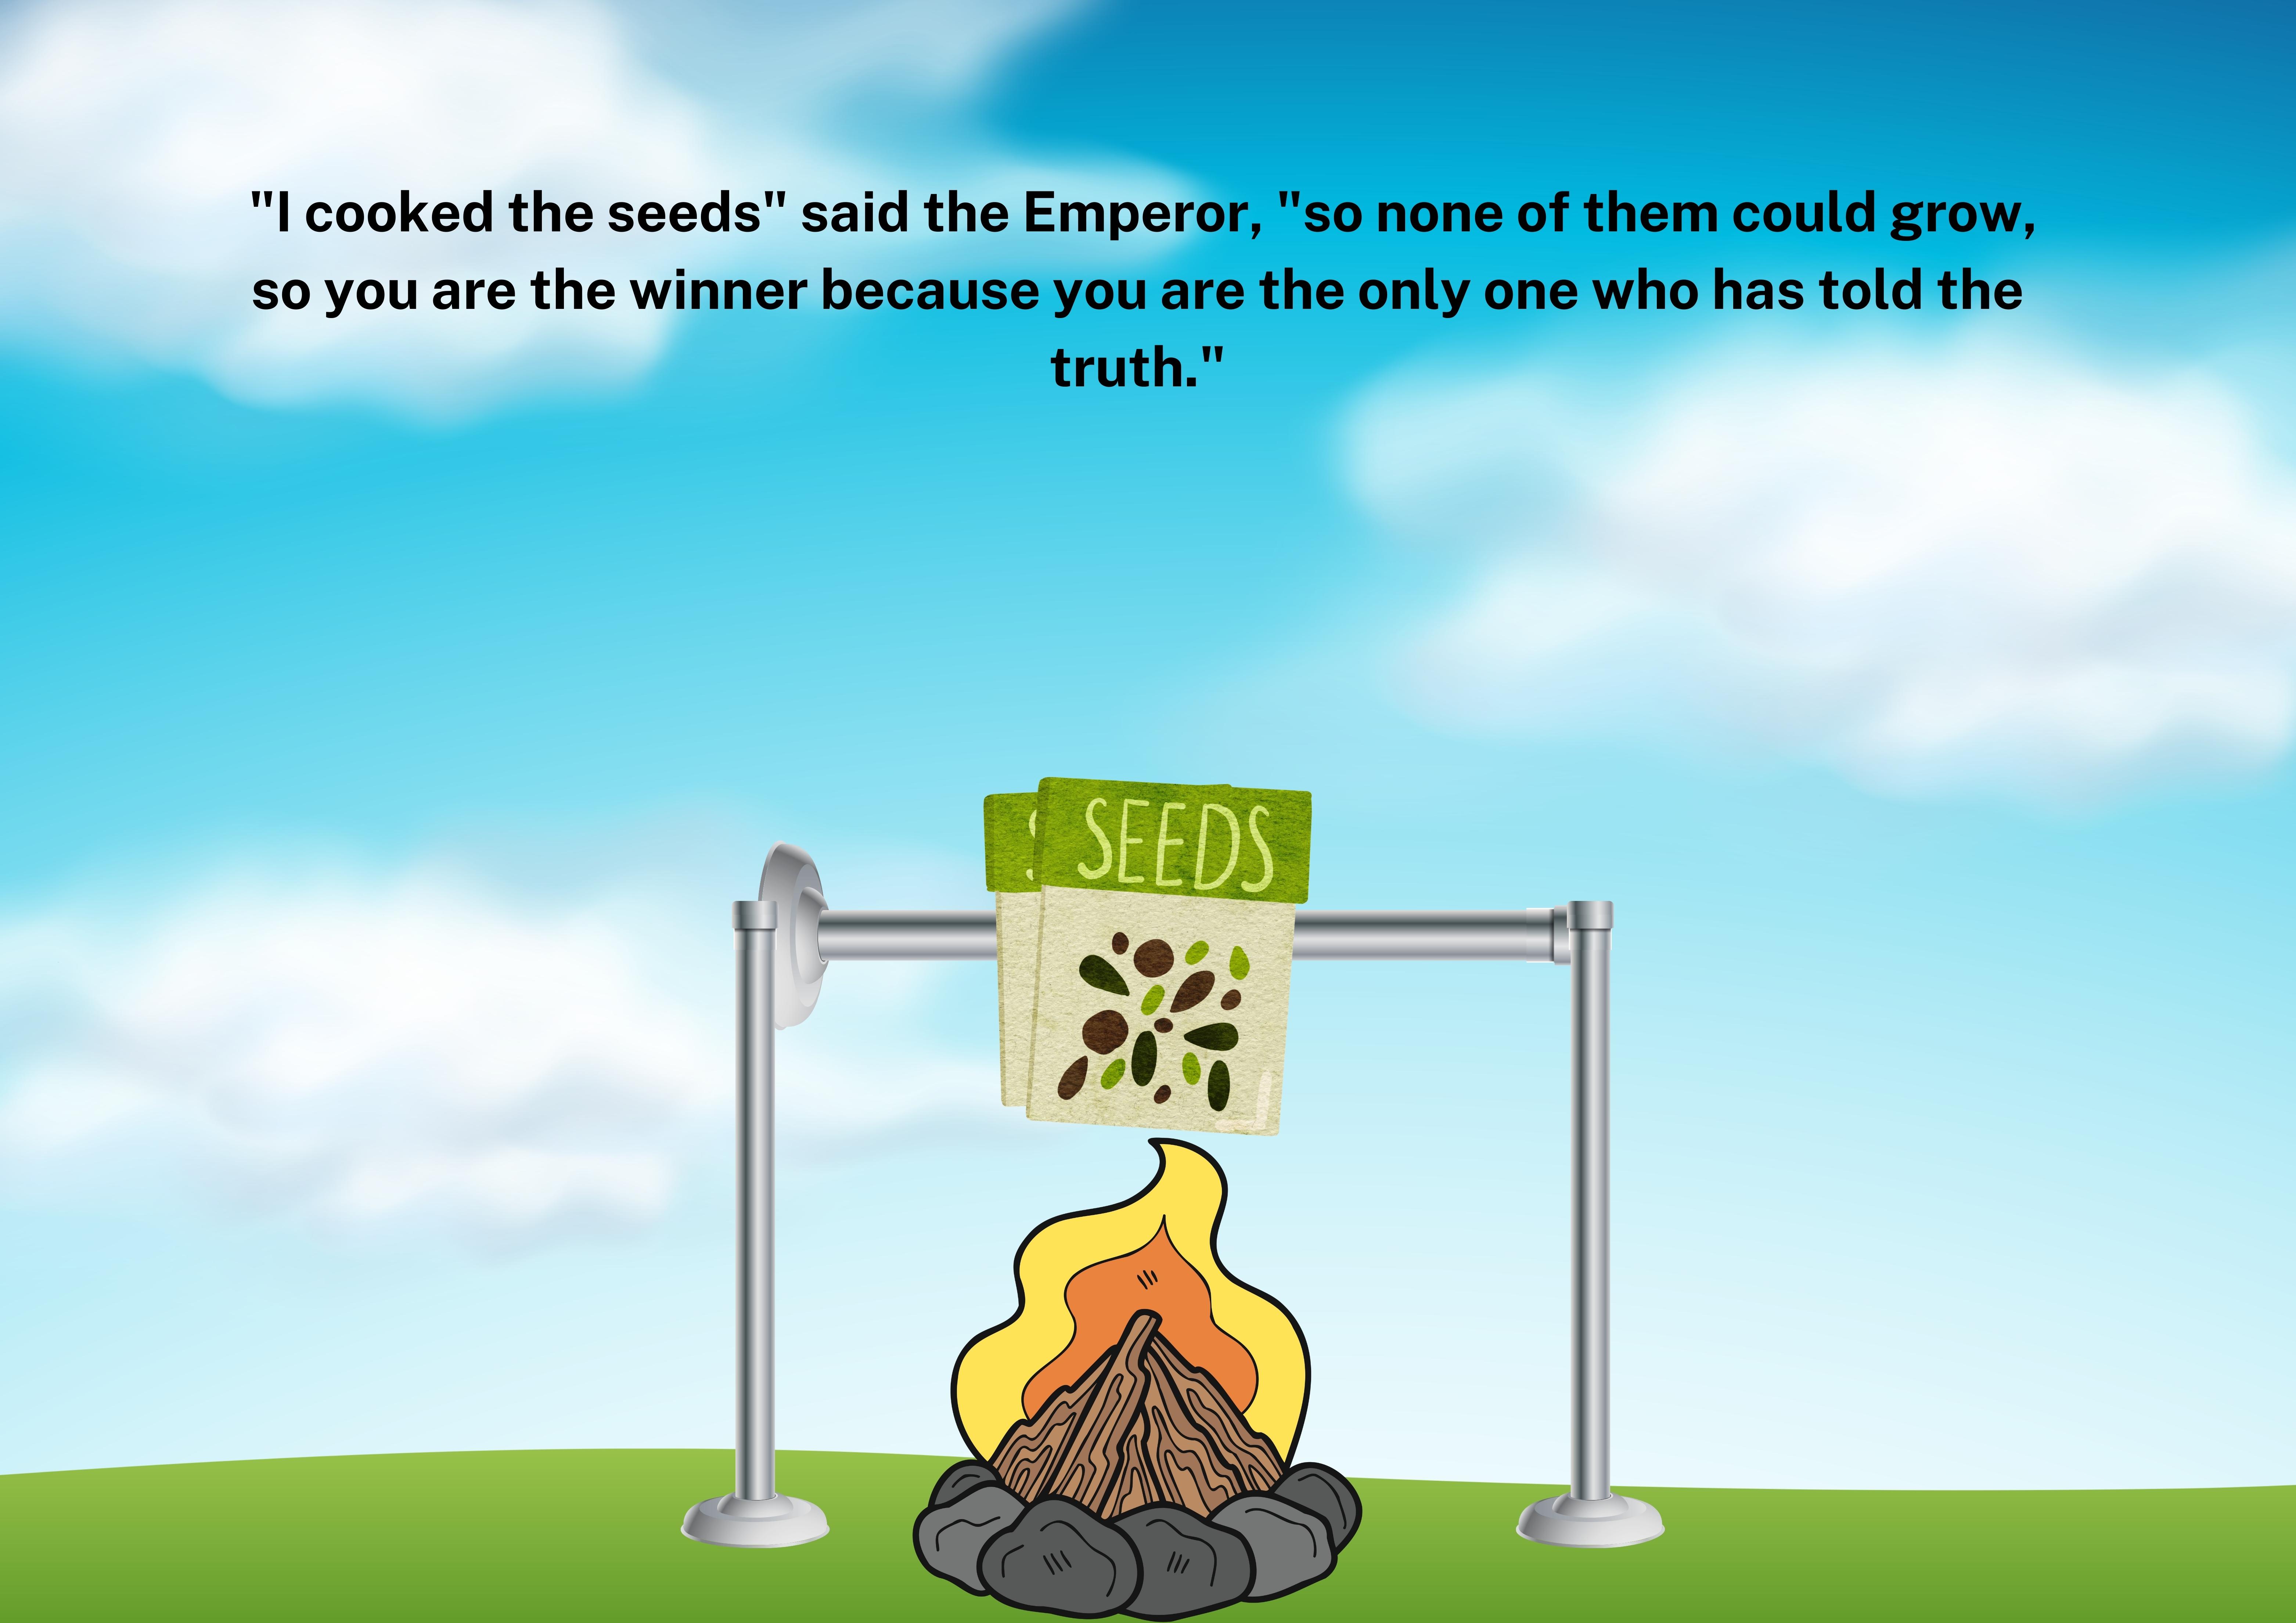 "I cooked the seeds" said the Emperor, "so none of them could grow,
so you are the winner because you are the only one who has told the
truth."
S
SEEDS